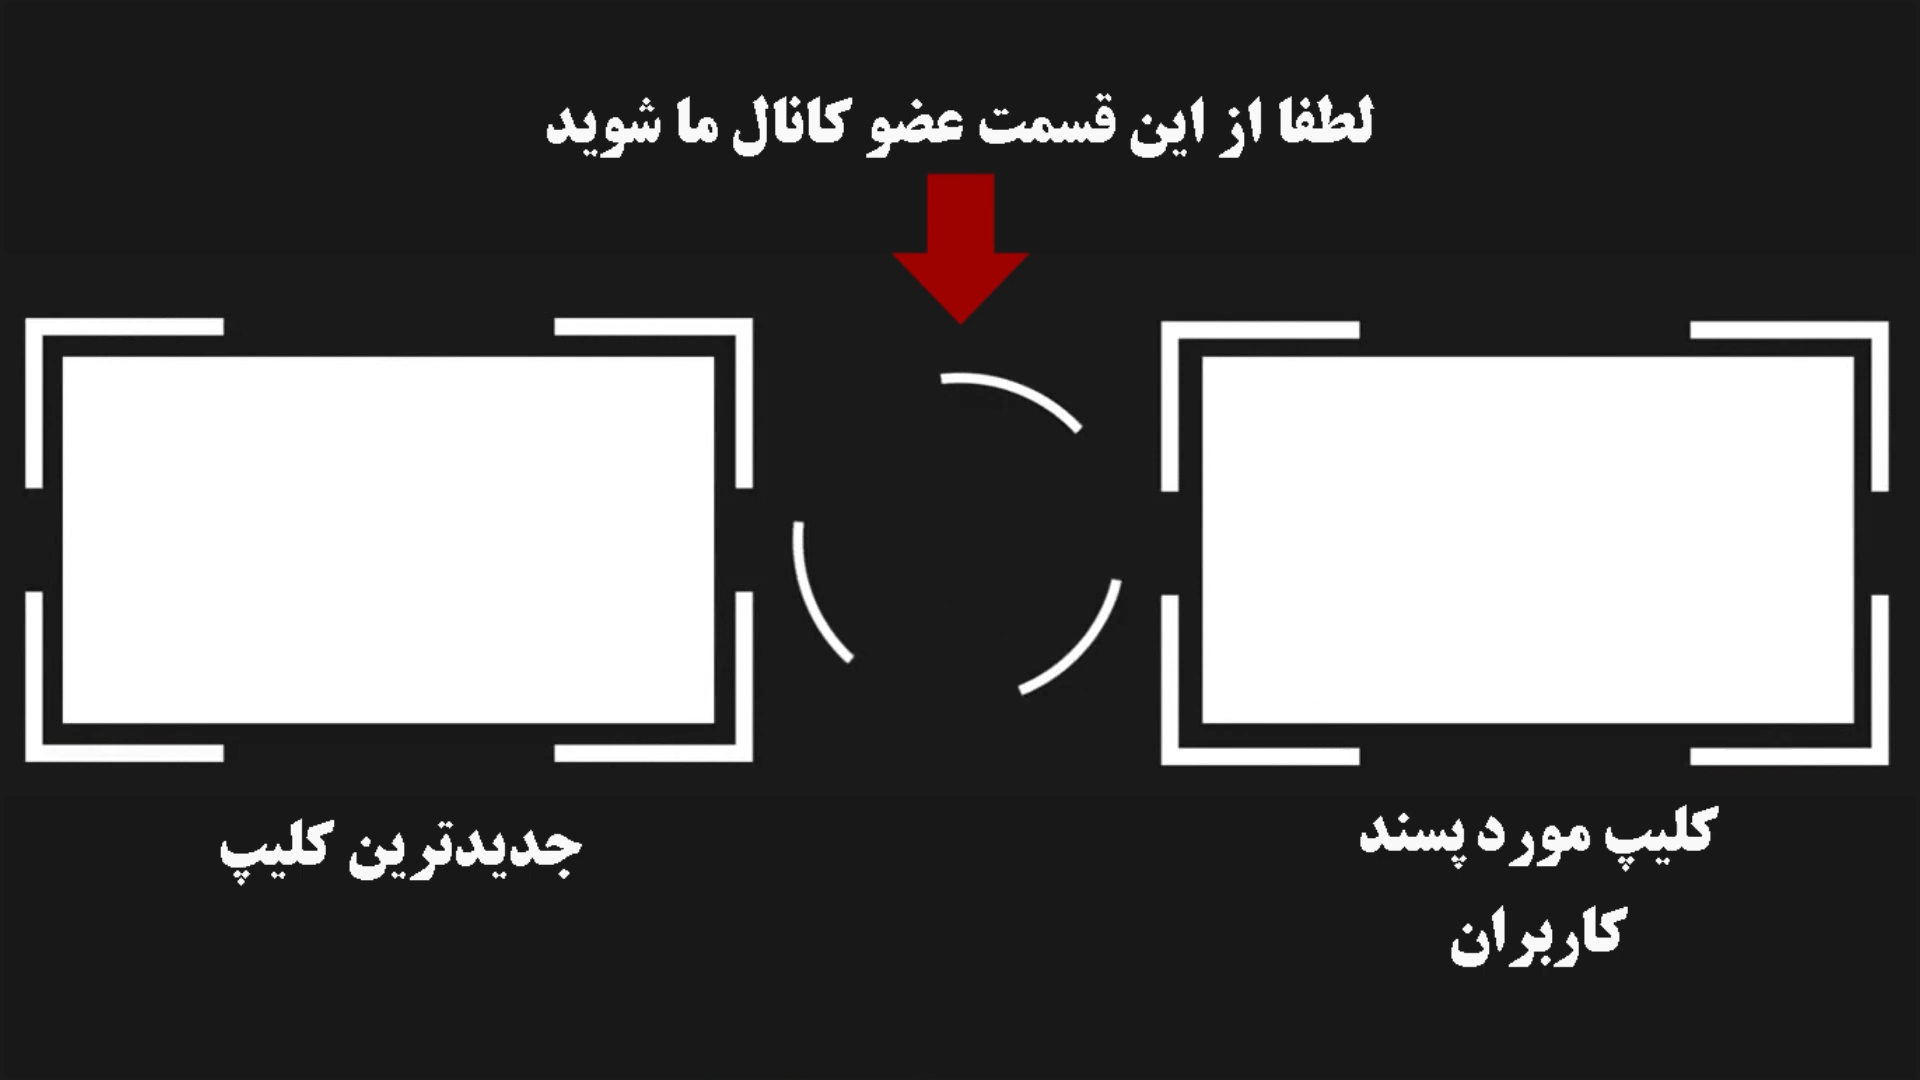 لطفا از این قسمت عضو کانال ما شوید
کلیپ مورد پسند
کاربران
جدیدترین کلیپ